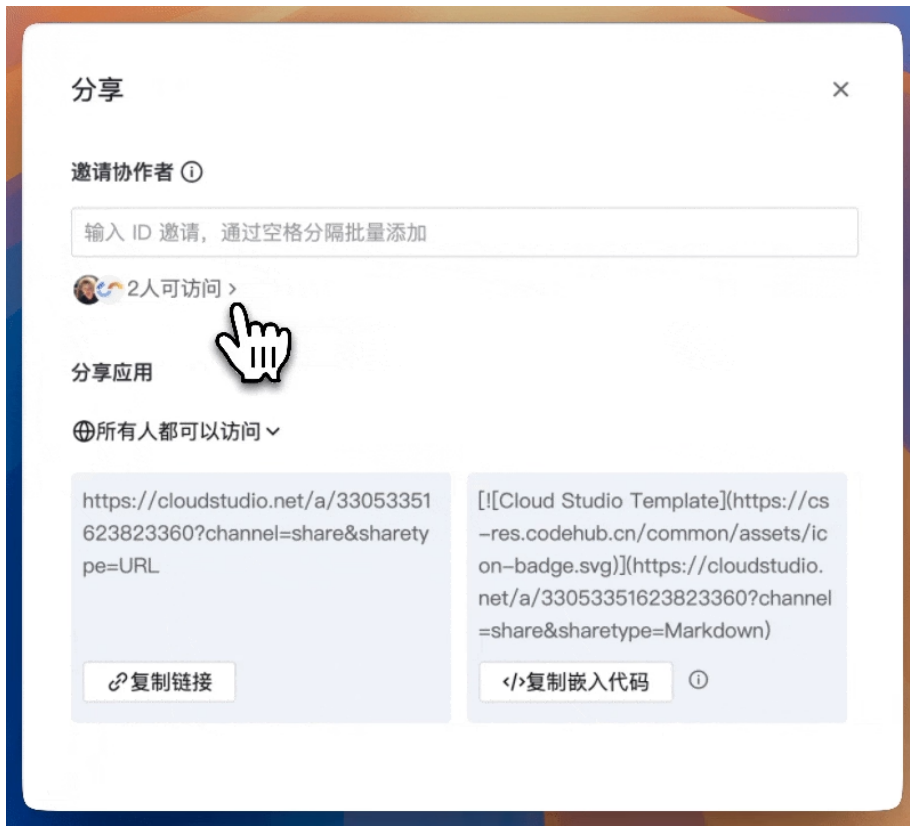 分享
邀请协作者
输入 ID 邀请，通过空格分隔批量添加
2人可访问 >
分享应用
所有人都可以访问
https://cloudstudio.net/a/33053351
623823360?channel=share&sharety
pe=URL
复制链接
[![Cloud Studio Template](https://cs
-res.codehub.cn/common/assets/ic
on-badge.svg)](https://cloudstudio.
net/a/33053351623823360?channel
=share&sharetype=Markdown)
</>复制嵌入代码